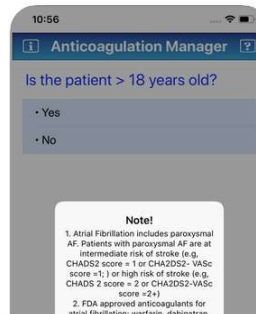 10:56
Anticoagulation Manager
Is the patient > 18 years old?
• Yes
• No
Note!
1. Atrial Fibrillation includes paroxysmal
AF. Patients with paroxysmal AF are at
intermediate risk of stroke (e.g,
CHADS2 score = 1 or CHA2DS2- VASc
score =1; ) or high risk of stroke (e.g,
CHADS 2 score = 2 or CHA2DS2-VASc
score =2+)
2. FDA approved anticoagulants for
atrial fibrillation: warfarin, dabigatran,